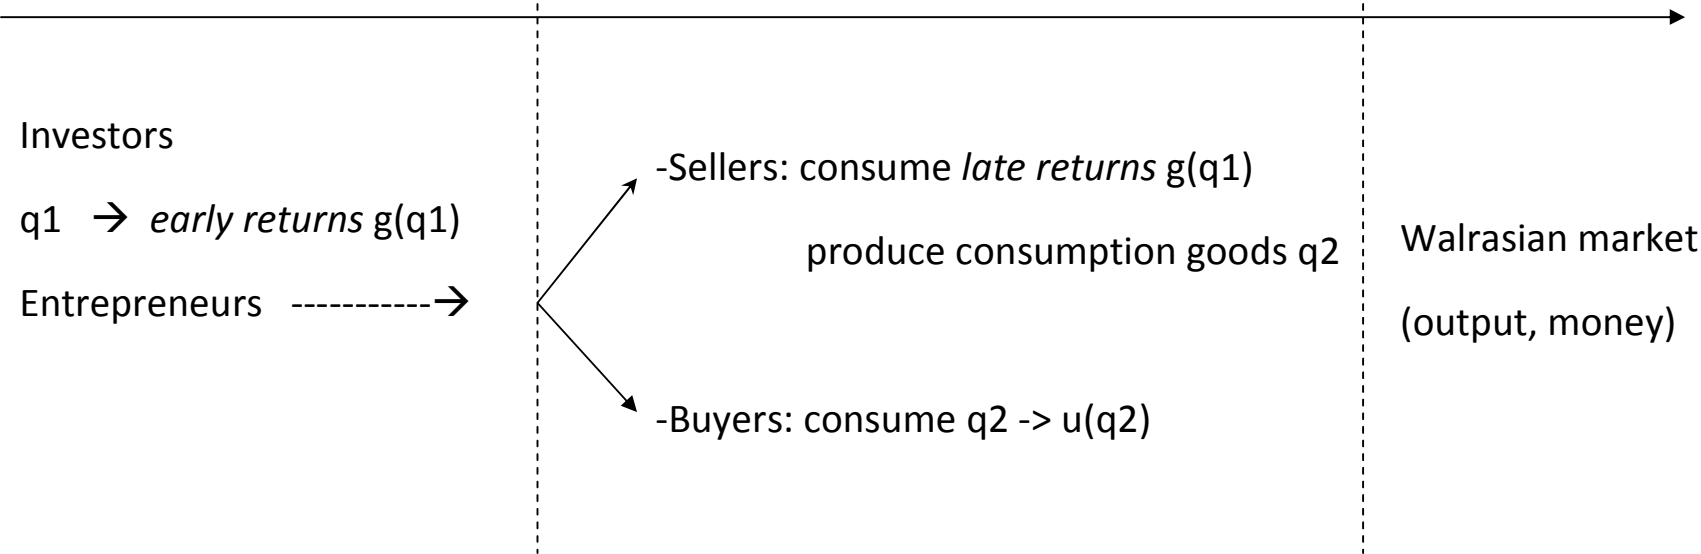 Investors
q1 → early returns g(q1)
Entrepreneurs -----------→
-Sellers: consume late returns g(q1)
produce consumption goods q2
-Buyers: consume q2 -> u(q2)
Walrasian market
(output, money)